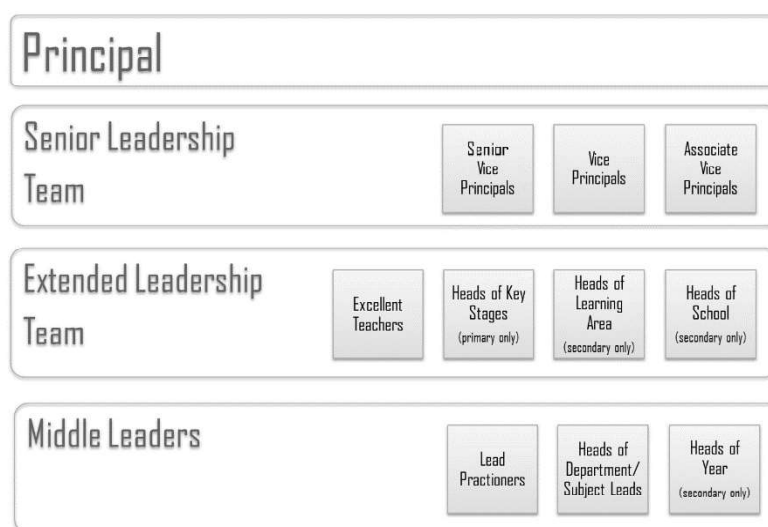 Principal
Senior Leadership
Team
Senior
Vice
Principals
Vice
Principals
Associate
Vice
Principals
Extended Leadership
Team
Excellent
Teachers
Heads of Key
Stages
(primary only)
Heads of
Learning
Area
(secondary only)
Heads of
School
(secondary only)
Middle Leaders
Lead
Practioners
Heads of
Department/
Subject Leads
Heads of
Year
(secondary only)